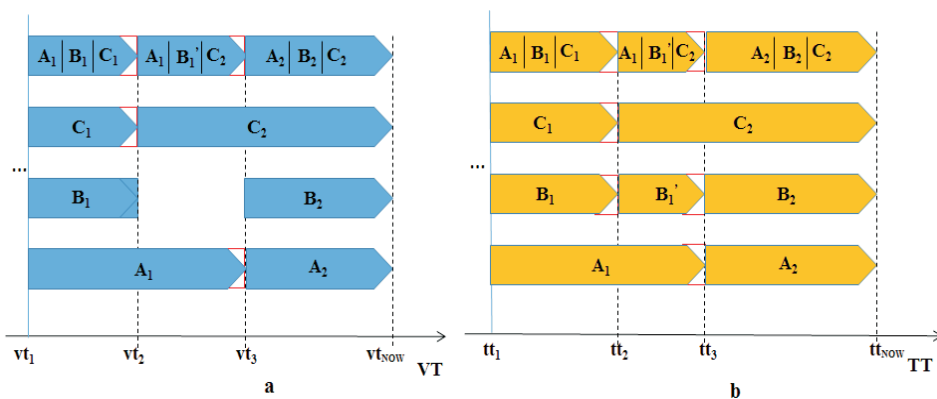 A₁ | B₁ | C₁ A₁ | B₁' | C₂ A₂ | B₂ | C₂
C₁ C₂
...
B₁ B₂
A₁ A₂
vt₁ vt₂ vt₃ vt_NOW VT
a
A₁ | B₁ | C₁ A₁ | B₁' | C₂ A₂ | B₂ | C₂
C₁ C₂
...
B₁ B₁' B₂
A₁ A₂
tt₁ tt₂ tt₃ tt_NOW TT
b